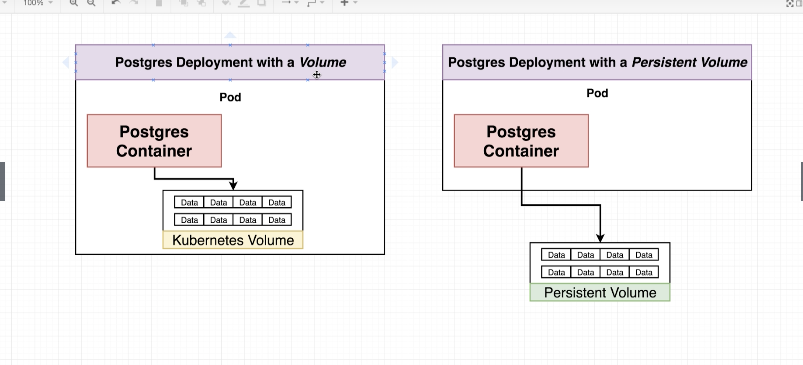 100%
Postgres Deployment with a Volume
Pod
Postgres
Container
Data Data Data Data
Data Data Data Data
Kubernetes Volume
Postgres Deployment with a Persistent Volume
Pod
Postgres
Container
Data Data Data Data
Data Data Data Data
Persistent Volume